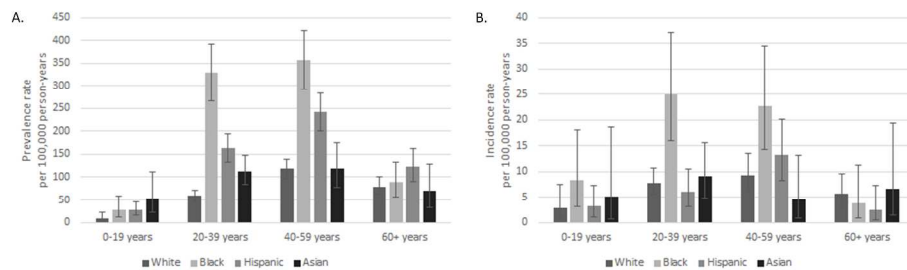 A.
Prevalence rate
per 100,000 person-years
450
400
350
300
250
200
150
100
50
0
0-19 years
20-39 years
40-59 years
60+ years
White Black Hispanic Asian
B.
Incidence rate
per 100,000 person-years
40
35
30
25
20
15
10
5
0
0-19 years
20-39 years
40-59 years
60+ years
White Black Hispanic Asian